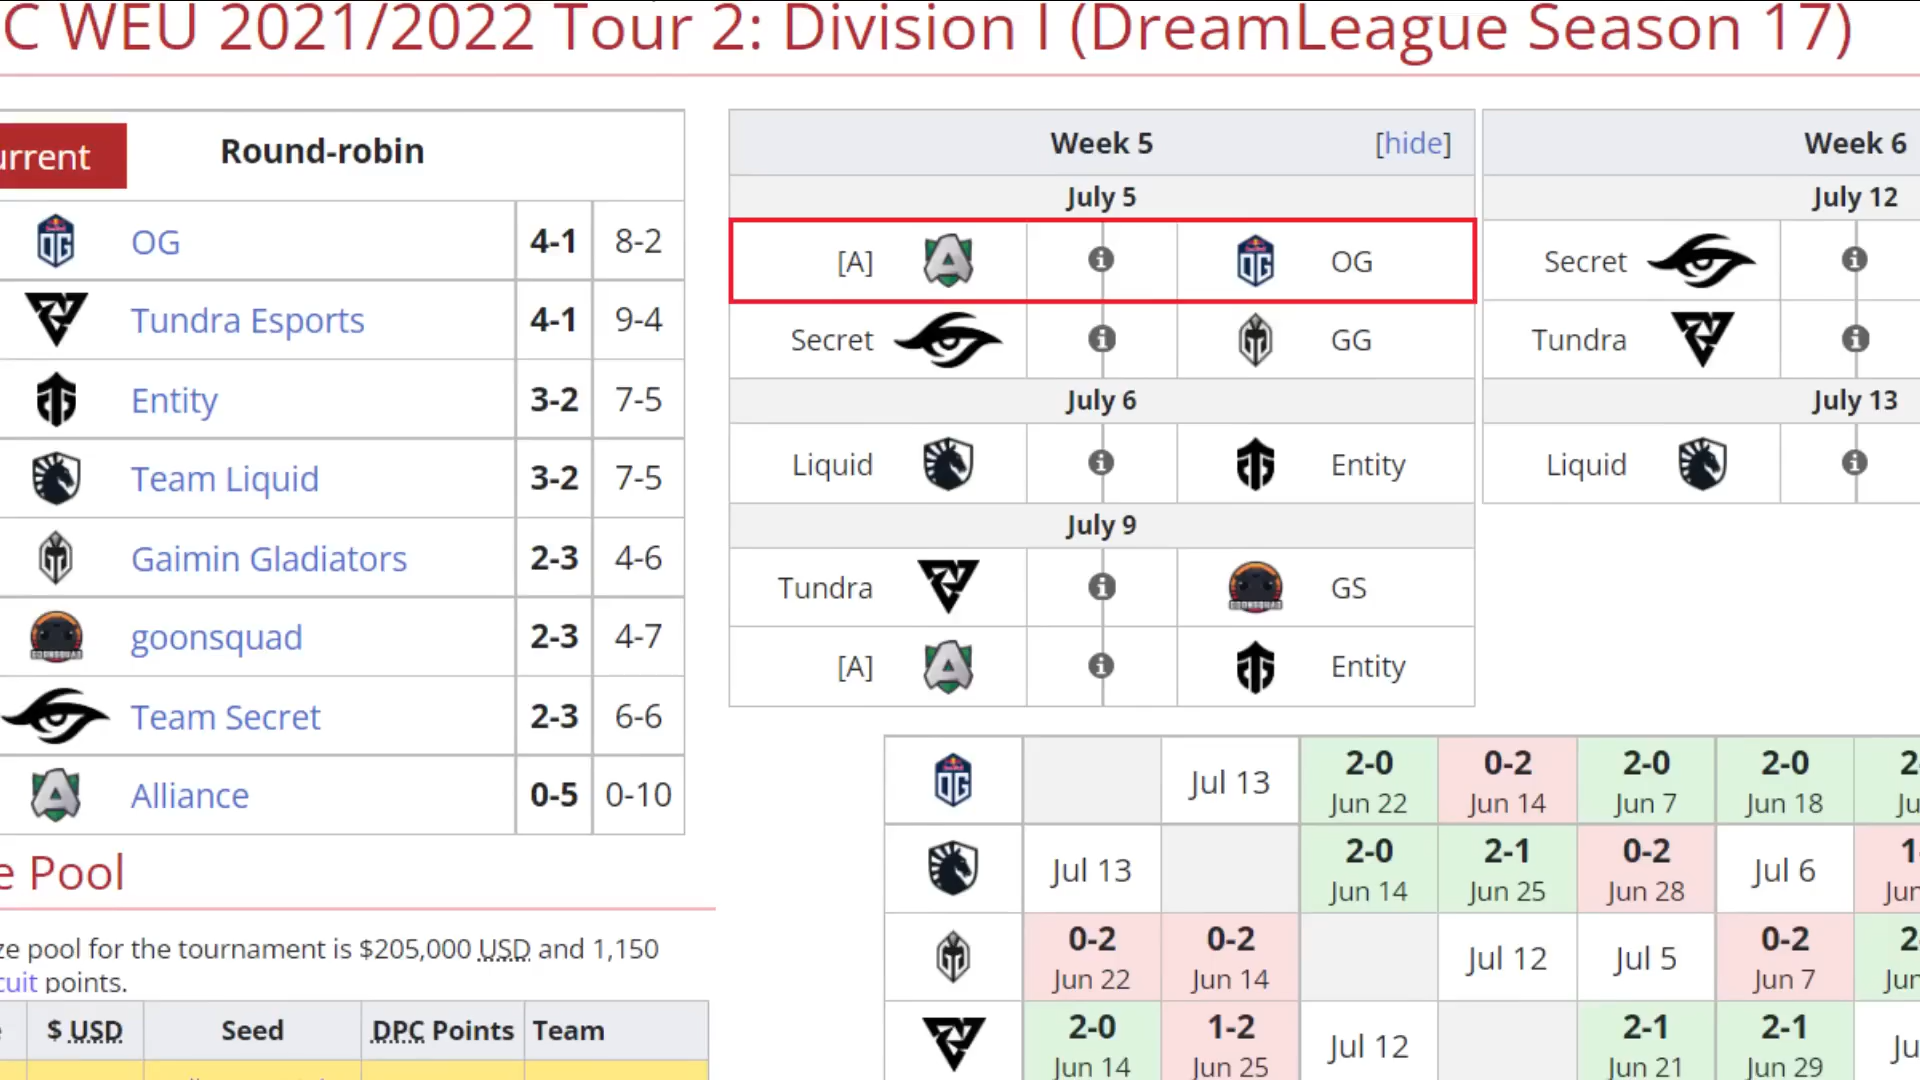 C WEU 2021/2022 Tour 2: Division I (DreamLeague Season 17)
urrent Round-robin
OG 4-1 8-2
Tundra Esports 4-1 9-4
Entity 3-2 7-5
Team Liquid 3-2 7-5
Gaimin Gladiators 2-3 4-6
goonsquad 2-3 4-7
Team Secret 2-3 6-6
Alliance 0-5 0-10
e Pool
ze pool for the tournament is $205,000 USD and 1,150
cuit points.
$ USD Seed DPC Points Team
Week 5 [hide]
July 5
[A] OG
Secret GG
July 6
Liquid Entity
July 9
Tundra GS
[A] Entity
Week 6
July 12
Secret
Tundra
July 13
Liquid
Jul 13 2-0 0-2 2-0 2-0 2-
Jun 22 Jun 14 Jun 7 Jun 18 Ju
Jul 13 2-0 2-1 0-2 Jul 6 1-
Jun 14 Jun 25 Jun 28 Jun
0-2 0-2 Jul 12 Jul 5 0-2 2-
Jun 22 Jun 14 Jun 7 Jun
2-0 1-2 Jul 12 2-1 2-1 Ju
Jun 14 Jun 25 Jun 21 Jun 29